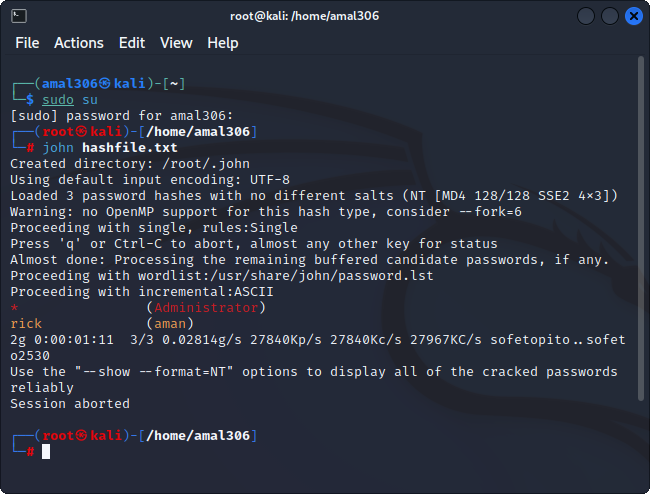 root@kali: /home/amal306
File Actions Edit View Help
┌──(amal306㉿kali)-[~]
└─$ sudo su
[sudo] password for amal306:
┌──(root㉿kali)-[/home/amal306]
└─# john hashfile.txt
Created directory: /root/.john
Using default input encoding: UTF-8
Loaded 3 password hashes with no different salts (NT [MD4 128/128 SSE2 4×3])
Warning: no OpenMP support for this hash type, consider --fork=6
Proceeding with single, rules:Single
Press 'q' or Ctrl-C to abort, almost any other key for status
Almost done: Processing the remaining buffered candidate passwords, if any.
Proceeding with wordlist:/usr/share/john/password.lst
Proceeding with incremental:ASCII
* (Administrator)
rick (aman)
2g 0:00:01:11 3/3 0.02814g/s 27840Kp/s 27840Kc/s 27967KC/s sofetopito..sofet
o2530
Use the "--show --format=NT" options to display all of the cracked passwords
reliably
Session aborted
┌──(root㉿kali)-[/home/amal306]
└─#